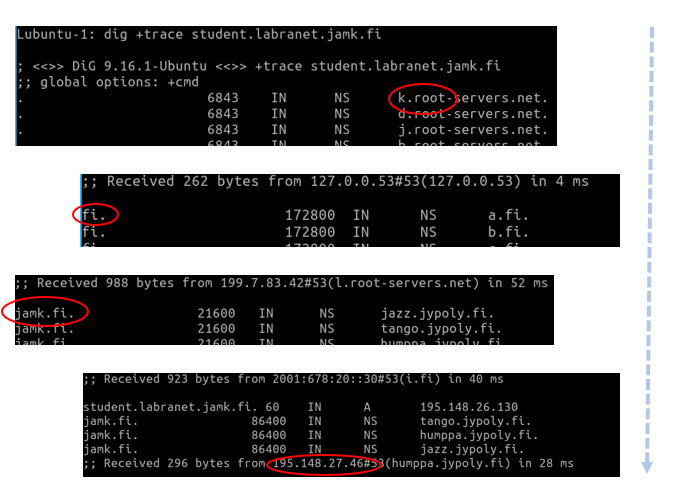 Lubuntu-1: dig +trace student.labranet.jamk.fi
; <<>> DiG 9.16.1-Ubuntu <<>> +trace student.labranet.jamk.fi
;; global options: +cmd
. 6843 IN NS k.root-servers.net.
. 6843 IN NS d.root-servers.net.
. 6843 IN NS j.root-servers.net.
6843 IN NS b.root-servers.net.
;; Received 262 bytes from 127.0.0.53#53(127.0.0.53) in 4 ms
fi. 172800 IN NS a.fi.
fi. 172800 IN NS b.fi.
fi. 172800 IN NS
;; Received 988 bytes from 199.7.83.42#53(l.root-servers.net) in 52 ms
jamk.fi. 21600 IN NS jazz.jypoly.fi.
jamk.fi. 21600 IN NS tango.jypoly.fi.
jamk.fi. 21600 IN NS humppa.jypoly.fi.
;; Received 923 bytes from 2001:678:20::30#53(i.fi) in 40 ms
student.labranet.jamk.fi. 60 IN A 195.148.26.130
jamk.fi. 86400 IN NS tango.jypoly.fi.
jamk.fi. 86400 IN NS humppa.jypoly.fi.
jamk.fi. 86400 IN NS jazz.jypoly.fi.
;; Received 296 bytes from 195.148.27.46#53(humppa.jypoly.fi) in 28 ms